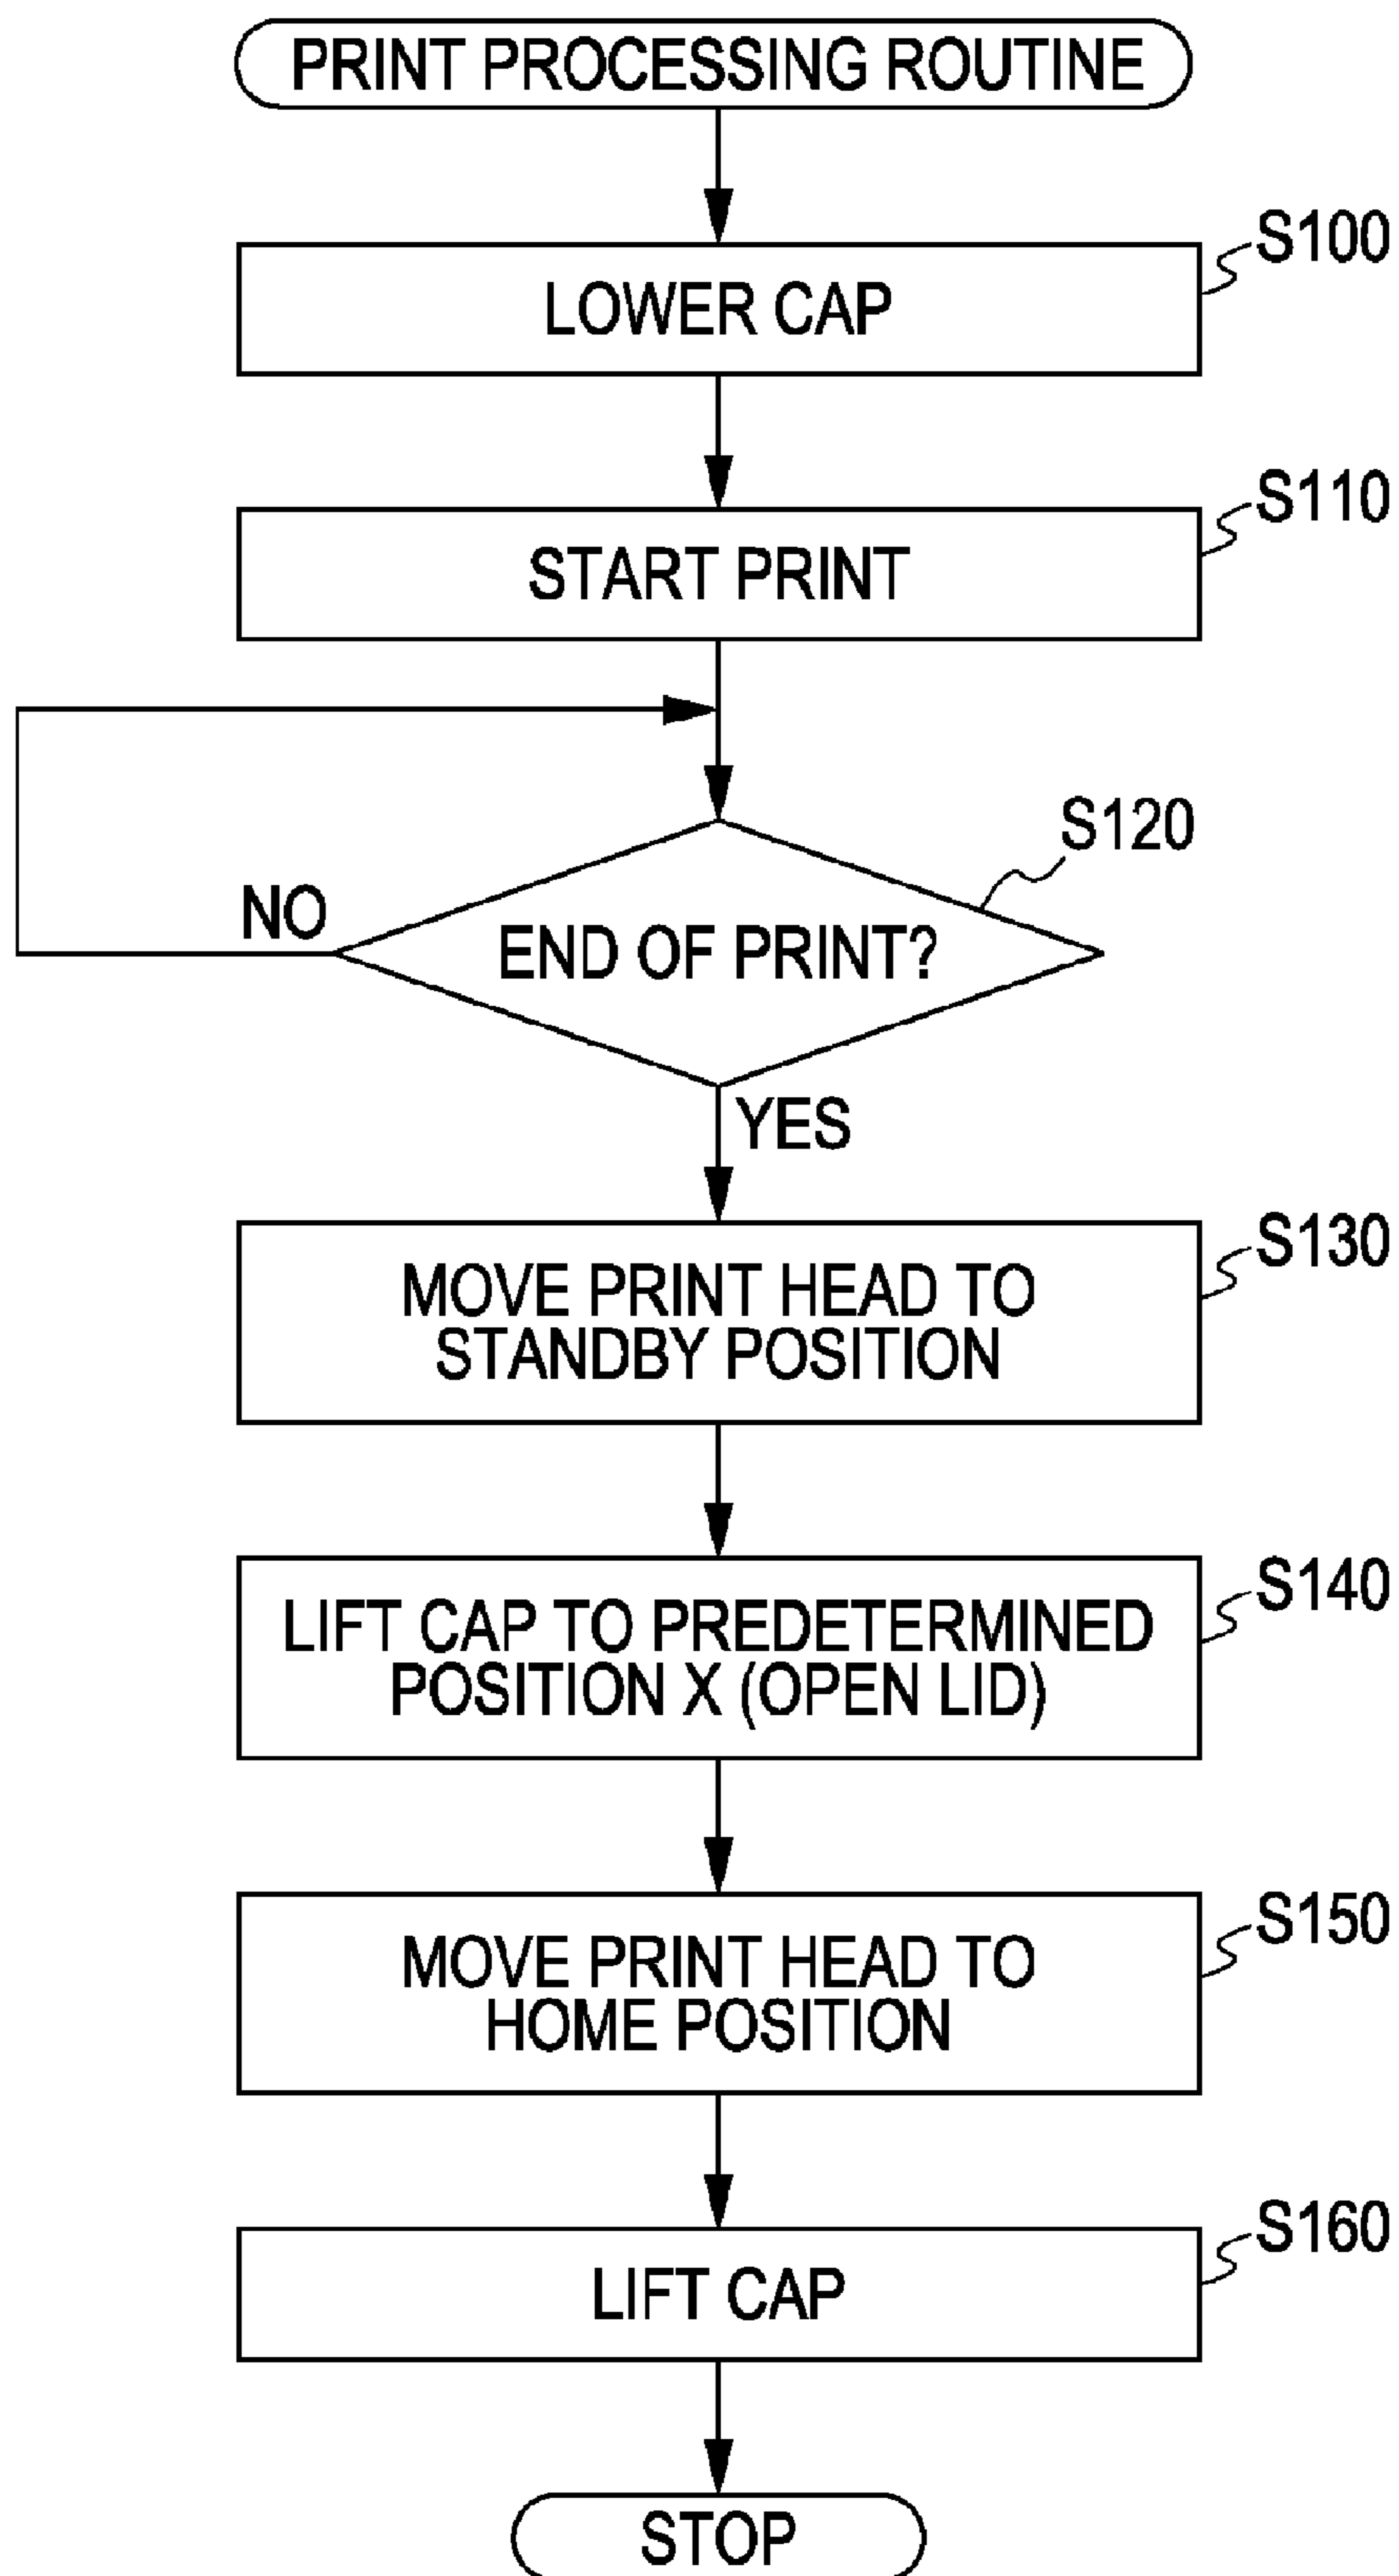 PRINT PROCESSING ROUTINE
S100
LOWER CAP
S110
START PRINT
S120
NO
END OF PRINT?
YES
S130
MOVE PRINT HEAD TO
STANDBY POSITION
S140
LIFT CAP TO PREDETERMINED
POSITION X (OPEN LID)
S150
MOVE PRINT HEAD TO
HOME POSITION
S160
LIFT CAP
STOP